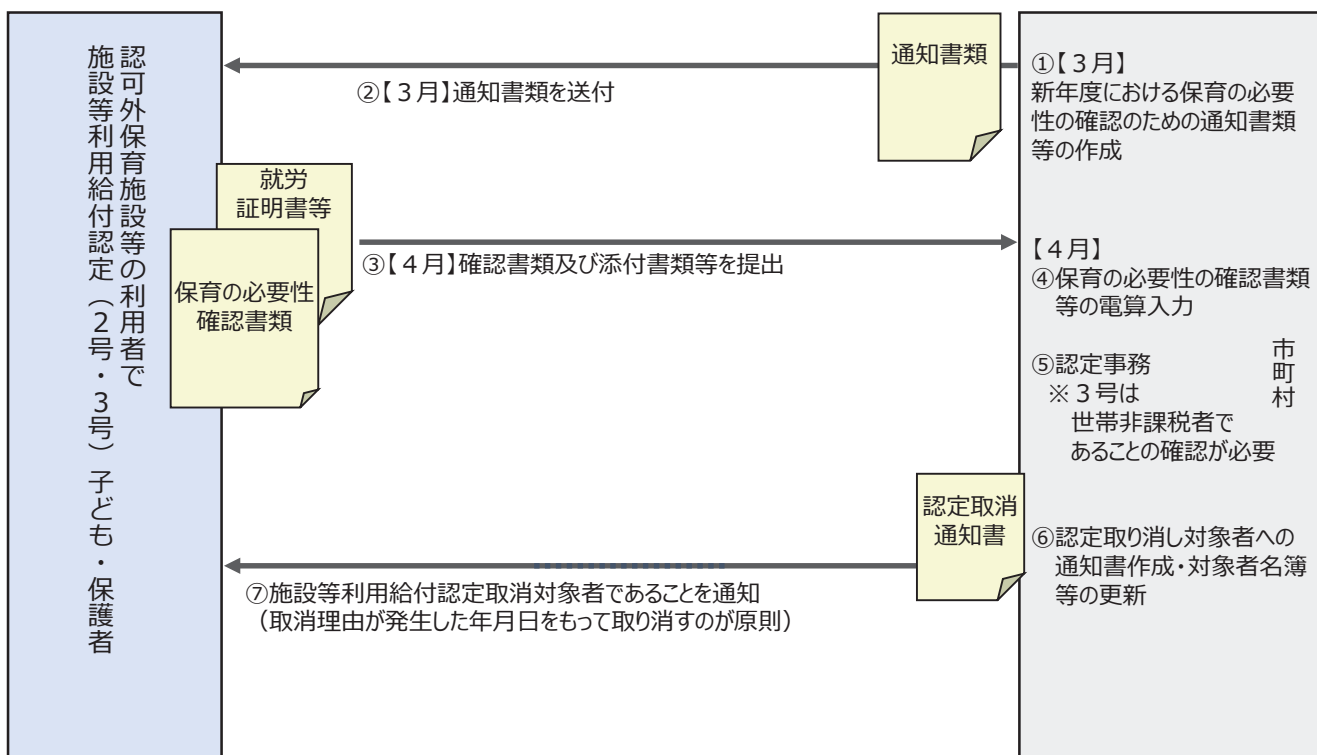 認可外保育施設等の利用者で
施設等利用給付認定（２号・３号）子ども・保護者
通知書類
①【３月】
新年度における保育の必要
性の確認のための通知書類
等の作成
②【３月】通知書類を送付
就労
証明書等
保育の必要性
確認書類
③【４月】確認書類及び添付書類等を提出
【４月】
④保育の必要性の確認書類
等の電算入力
⑤認定事務
※３号は
世帯非課税者で
あることの確認が必要
市町村
認定取消
通知書
⑥認定取り消し対象者への
通知書作成・対象者名簿
等の更新
⑦施設等利用給付認定取消対象者であることを通知
（取消理由が発生した年月日をもって取り消すのが原則）